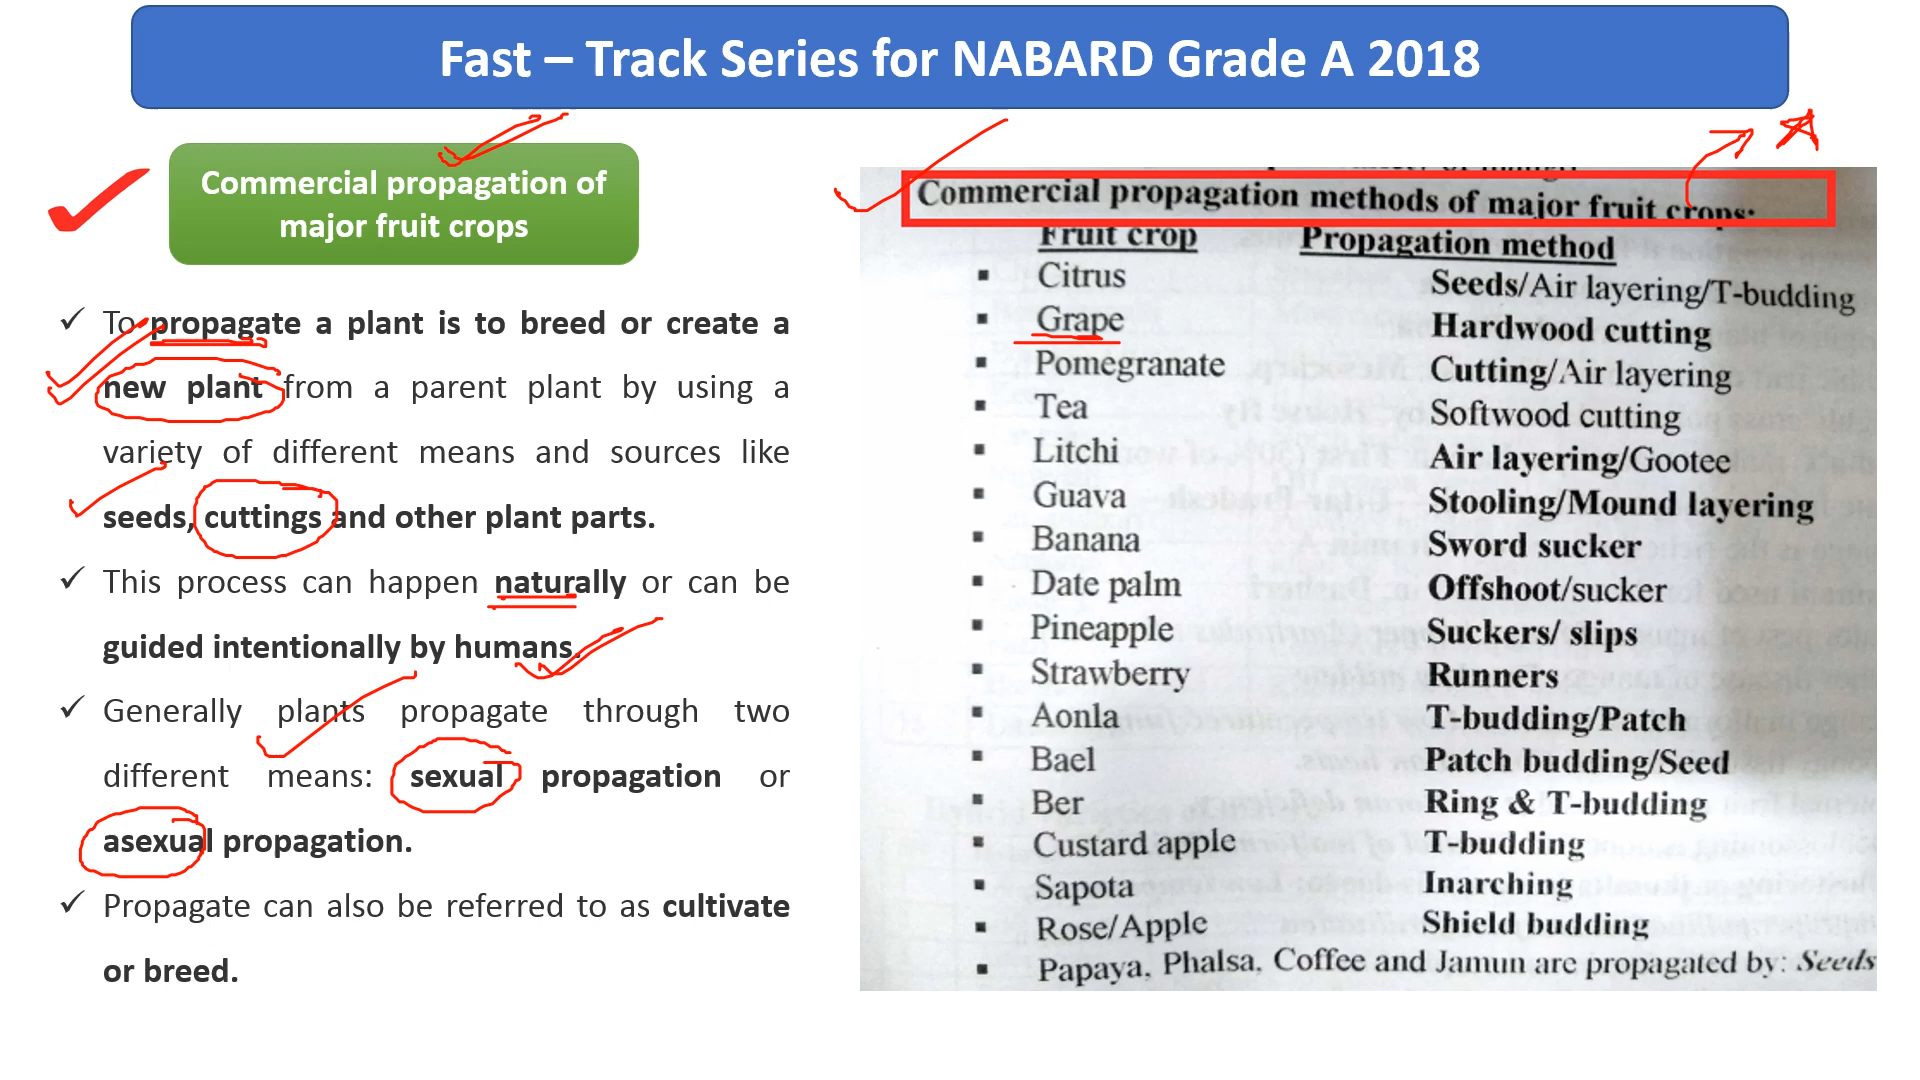 Fast – Track Series for NABARD Grade A 2018
Commercial propagation of
major fruit crops
✓ To propagate a plant is to breed or create a
new plant from a parent plant by using a
variety of different means and sources like
seeds, cuttings and other plant parts.
✓ This process can happen naturally or can be
guided intentionally by humans.
✓ Generally plants propagate through two
different means: sexual propagation or
asexual propagation.
✓ Propagate can also be referred to as cultivate
or breed.
Commercial propagation methods of major fruit crops:
Fruit crop Propagation method
▪ Citrus Seeds/Air layering/T-budding
▪ Grape Hardwood cutting
▪ Pomegranate Cutting/Air layering
▪ Tea Softwood cutting
▪ Litchi Air layering/Gootee
▪ Guava Stooling/Mound layering
▪ Banana Sword sucker
▪ Date palm Offshoot/sucker
▪ Pineapple Suckers/ slips
▪ Strawberry Runners
▪ Aonla T-budding/Patch
▪ Bael Patch budding/Seed
▪ Ber Ring & T-budding
▪ Custard apple T-budding
▪ Sapota Inarching
▪ Rose/Apple Shield budding
▪ Papaya, Phalsa, Coffee and Jamun are propagated by: Seeds